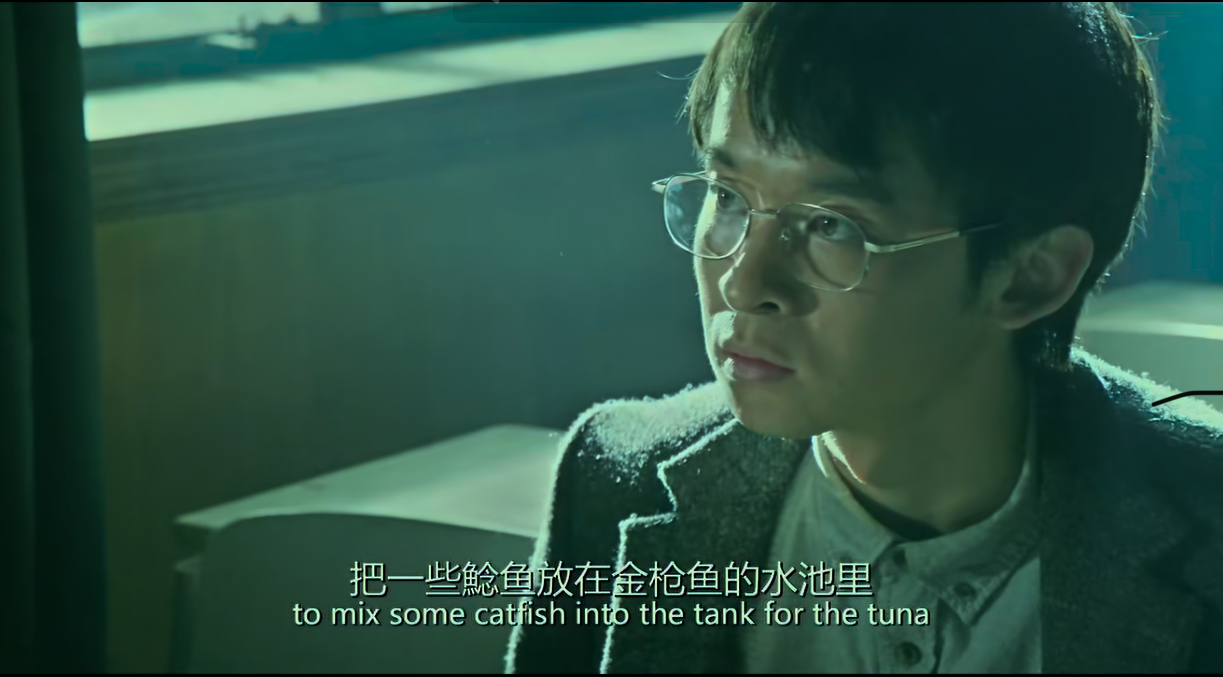 把一些鯰鱼放在金枪鱼的水池里
to mix some catfish into the tank for the tuna